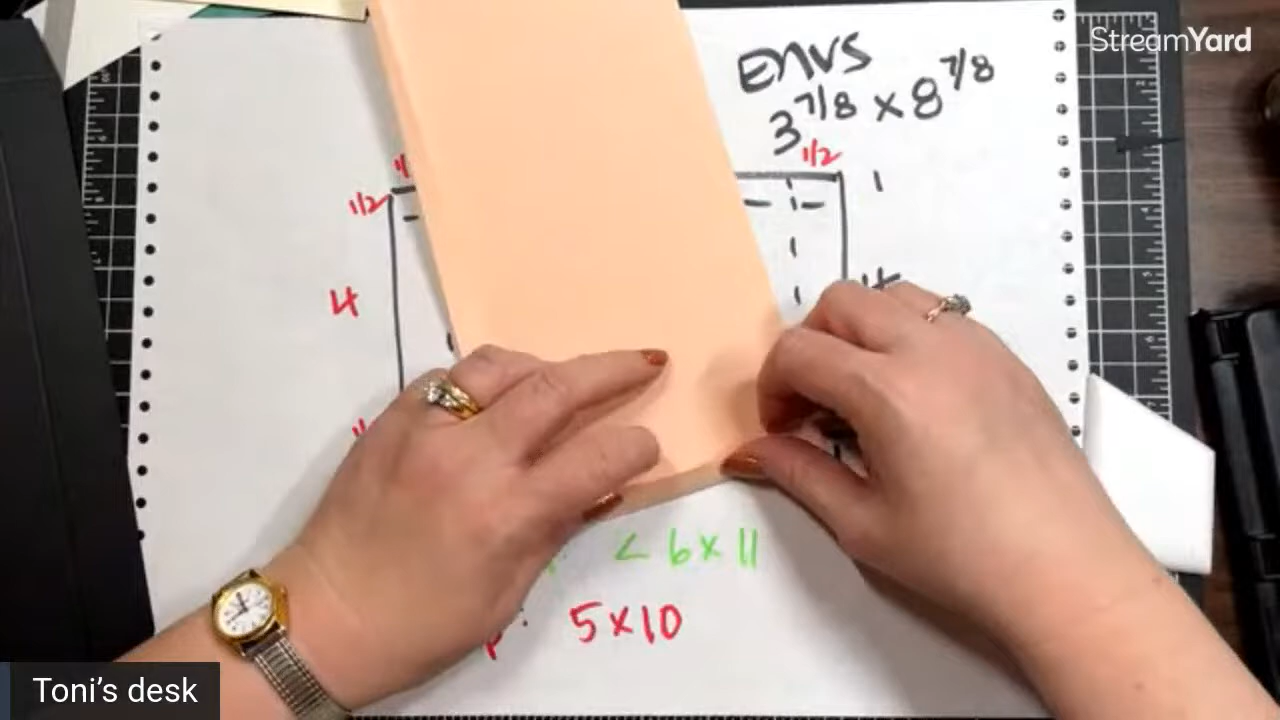 StreamYard
ENVS
3 7/8 x 8 7/8
1/2
1/2
1
4
< 6 x 11
5 x 10
Toni's desk